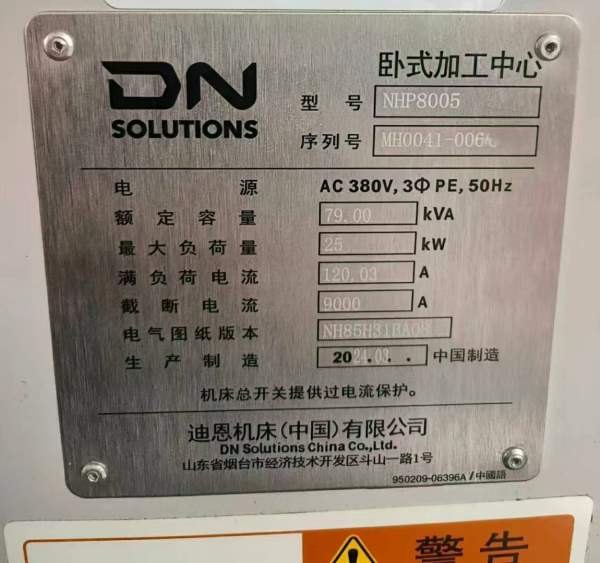 DN
SOLUTIONS
卧式加工中心
型号 NHP8005
序列号
电源 AC 380V, 3Φ PE, 50Hz
额定容量 79.00 kVA
最大负荷量 25 kW
满负荷电流 120.03 A
截断电流 9000 A
电气图纸版本
生产制造 2024.03. . 中国制造
机床总开关提供过电流保护。
迪恩机床(中国)有限公司
DN Solutions China Co.,Ltd.
山东省烟台市经济技术开发区斗山一路1号
950209-06396A / 中國語
警告